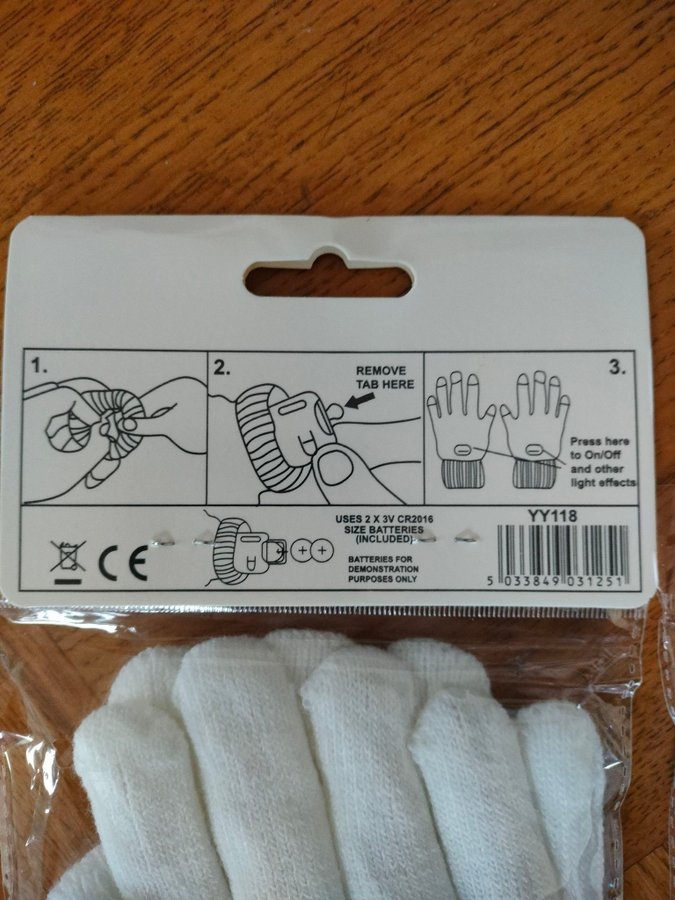 1.
2.
REMOVE
TAB HERE
3.
Press here
to On/Off
and other
light effects
CE
USES 2 X 3V CR2016
SIZE BATTERIES
(INCLUDED)
BATTERIES FOR
DEMONSTRATION
PURPOSES ONLY
+ +
YY118
5 033849 031251